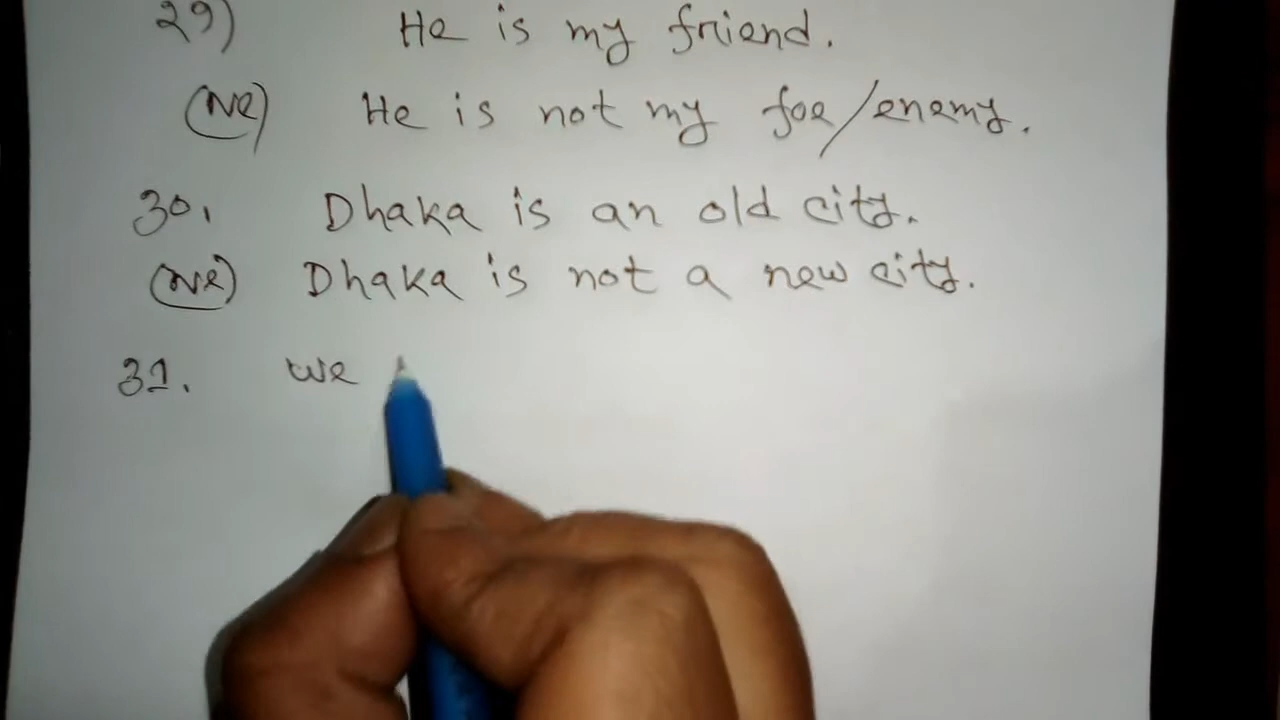 29) He is my friend.
(Ne) He is not my foe/enemy.
30. Dhaka is an old city.
(Ne) Dhaka is not a new city.
31. We